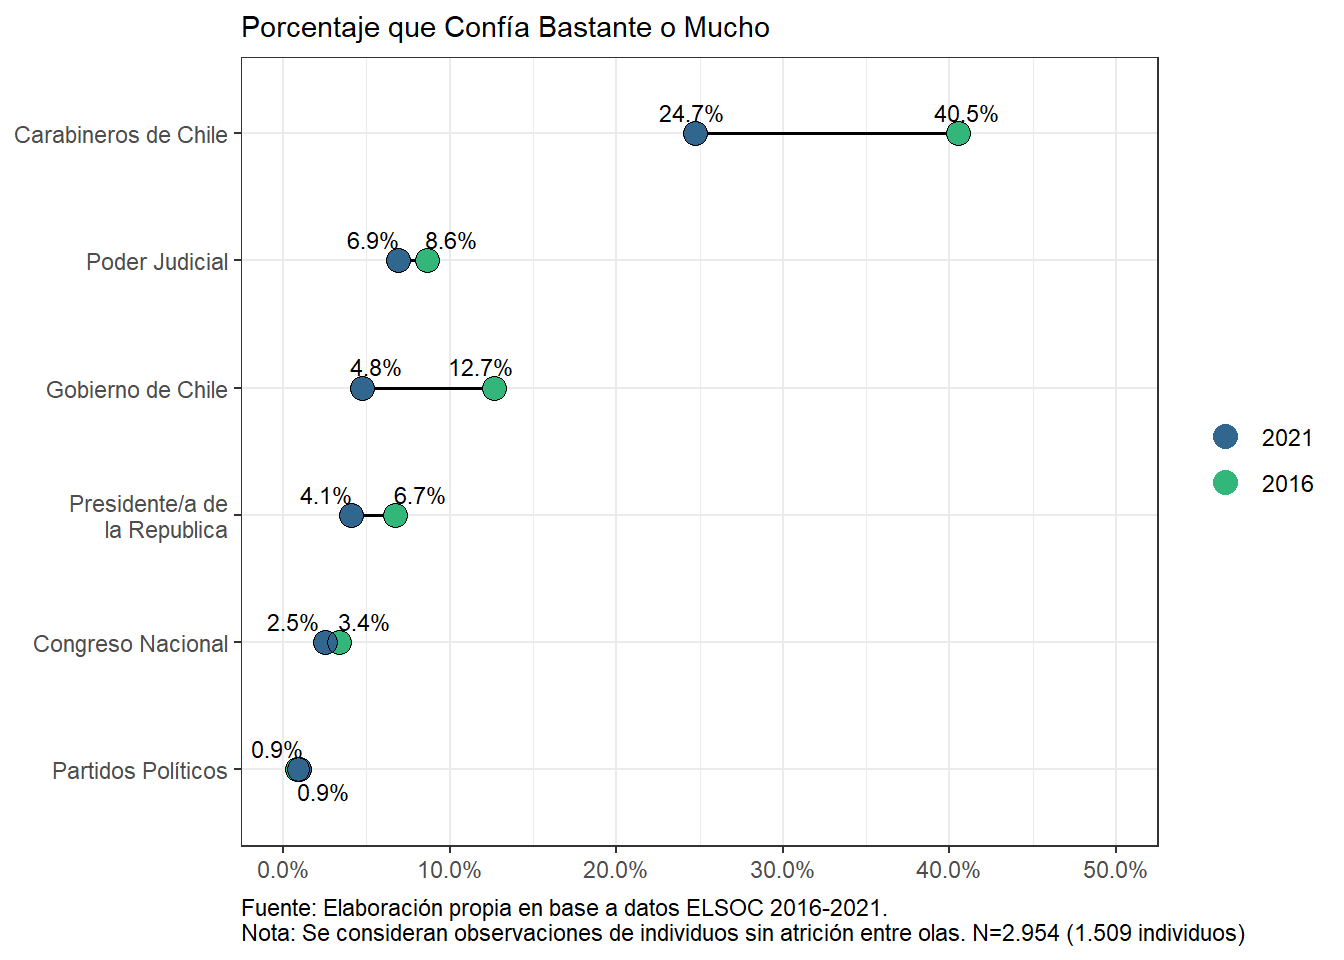 Porcentaje que Confía Bastante o Mucho
Carabineros de Chile
24.7%
40.5%
Poder Judicial
6.9%
8.6%
Gobierno de Chile
4.8%
12.7%
Presidente/a de
la Republica
4.1%
6.7%
Congreso Nacional
2.5%
3.4%
Partidos Políticos
0.9%
0.9%
2021
2016
0.0%
10.0%
20.0%
30.0%
40.0%
50.0%
Fuente: Elaboración propia en base a datos ELSOC 2016-2021.
Nota: Se consideran observaciones de individuos sin atrición entre olas. N=2.954 (1.509 individuos)